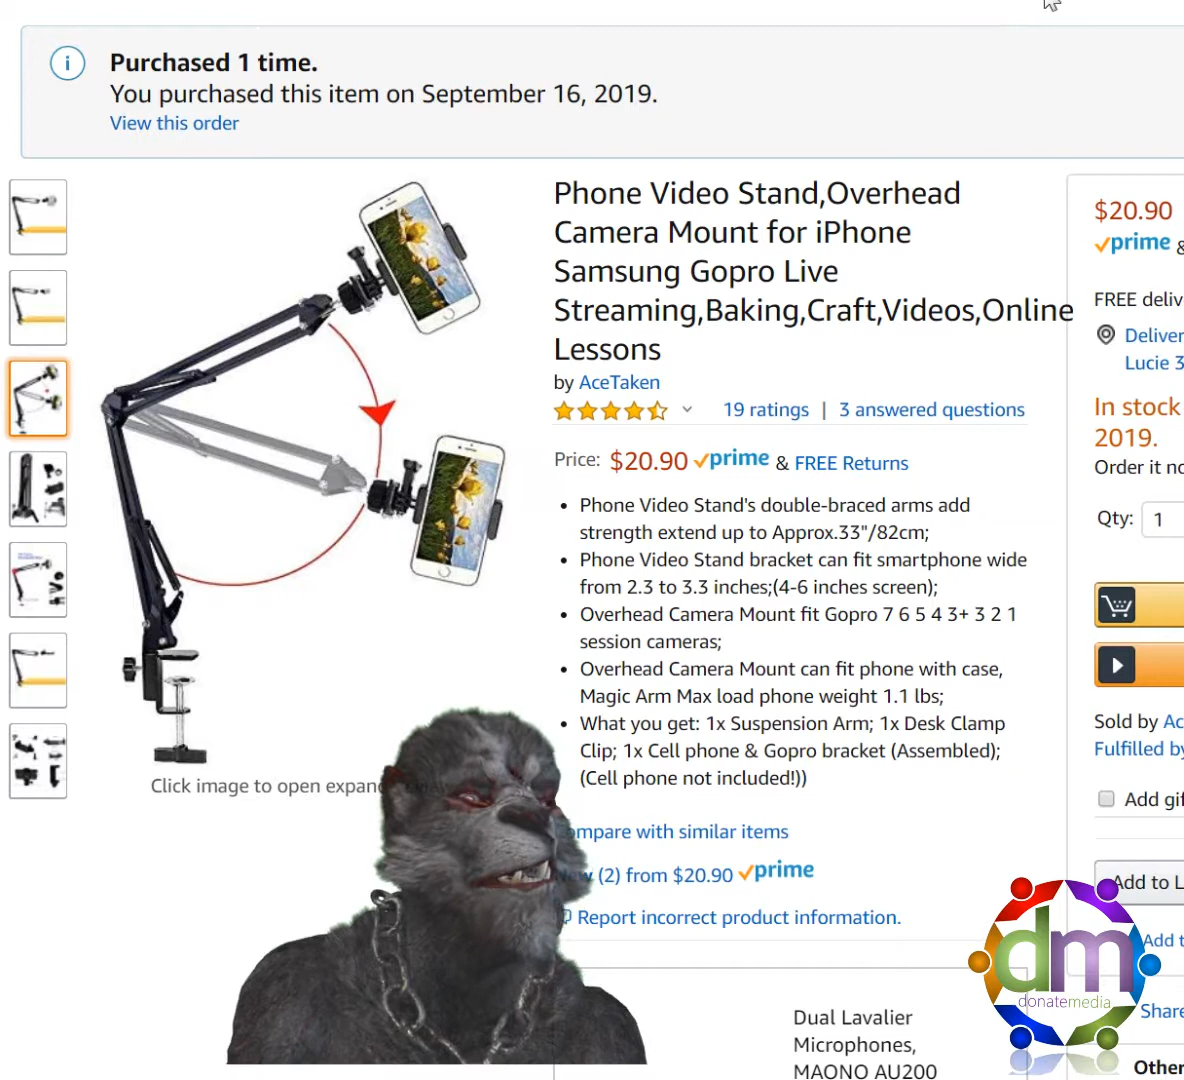 Purchased 1 time.
You purchased this item on September 16, 2019.
View this order
Phone Video Stand,Overhead
Camera Mount for iPhone
Samsung Gopro Live
Streaming,Baking,Craft,Videos,Online
Lessons
by AceTaken
19 ratings | 3 answered questions
Price: $20.90 prime & FREE Returns
• Phone Video Stand's double-braced arms add
strength extend up to Approx.33"/82cm;
• Phone Video Stand bracket can fit smartphone wide
from 2.3 to 3.3 inches;(4-6 inches screen);
• Overhead Camera Mount fit Gopro 7 6 5 4 3+ 3 2 1
session cameras;
• Overhead Camera Mount can fit phone with case,
Magic Arm Max load phone weight 1.1 lbs;
• What you get: 1x Suspension Arm; 1x Desk Clamp
Clip; 1x Cell phone & Gopro bracket (Assembled);
(Cell phone not included!))
Click image to open expan
ompare with similar items
(2) from $20.90 prime
Report incorrect product information.
Dual Lavalier
Microphones,
MAONO AU200
$20.90
prime &
FREE deliv
Deliver
Lucie 3
In stock
2019.
Order it no
Qty: 1
Sold by Ac
Fulfilled by
Add gif
Add to L
Add t
Share
Other
dm
donatemedia